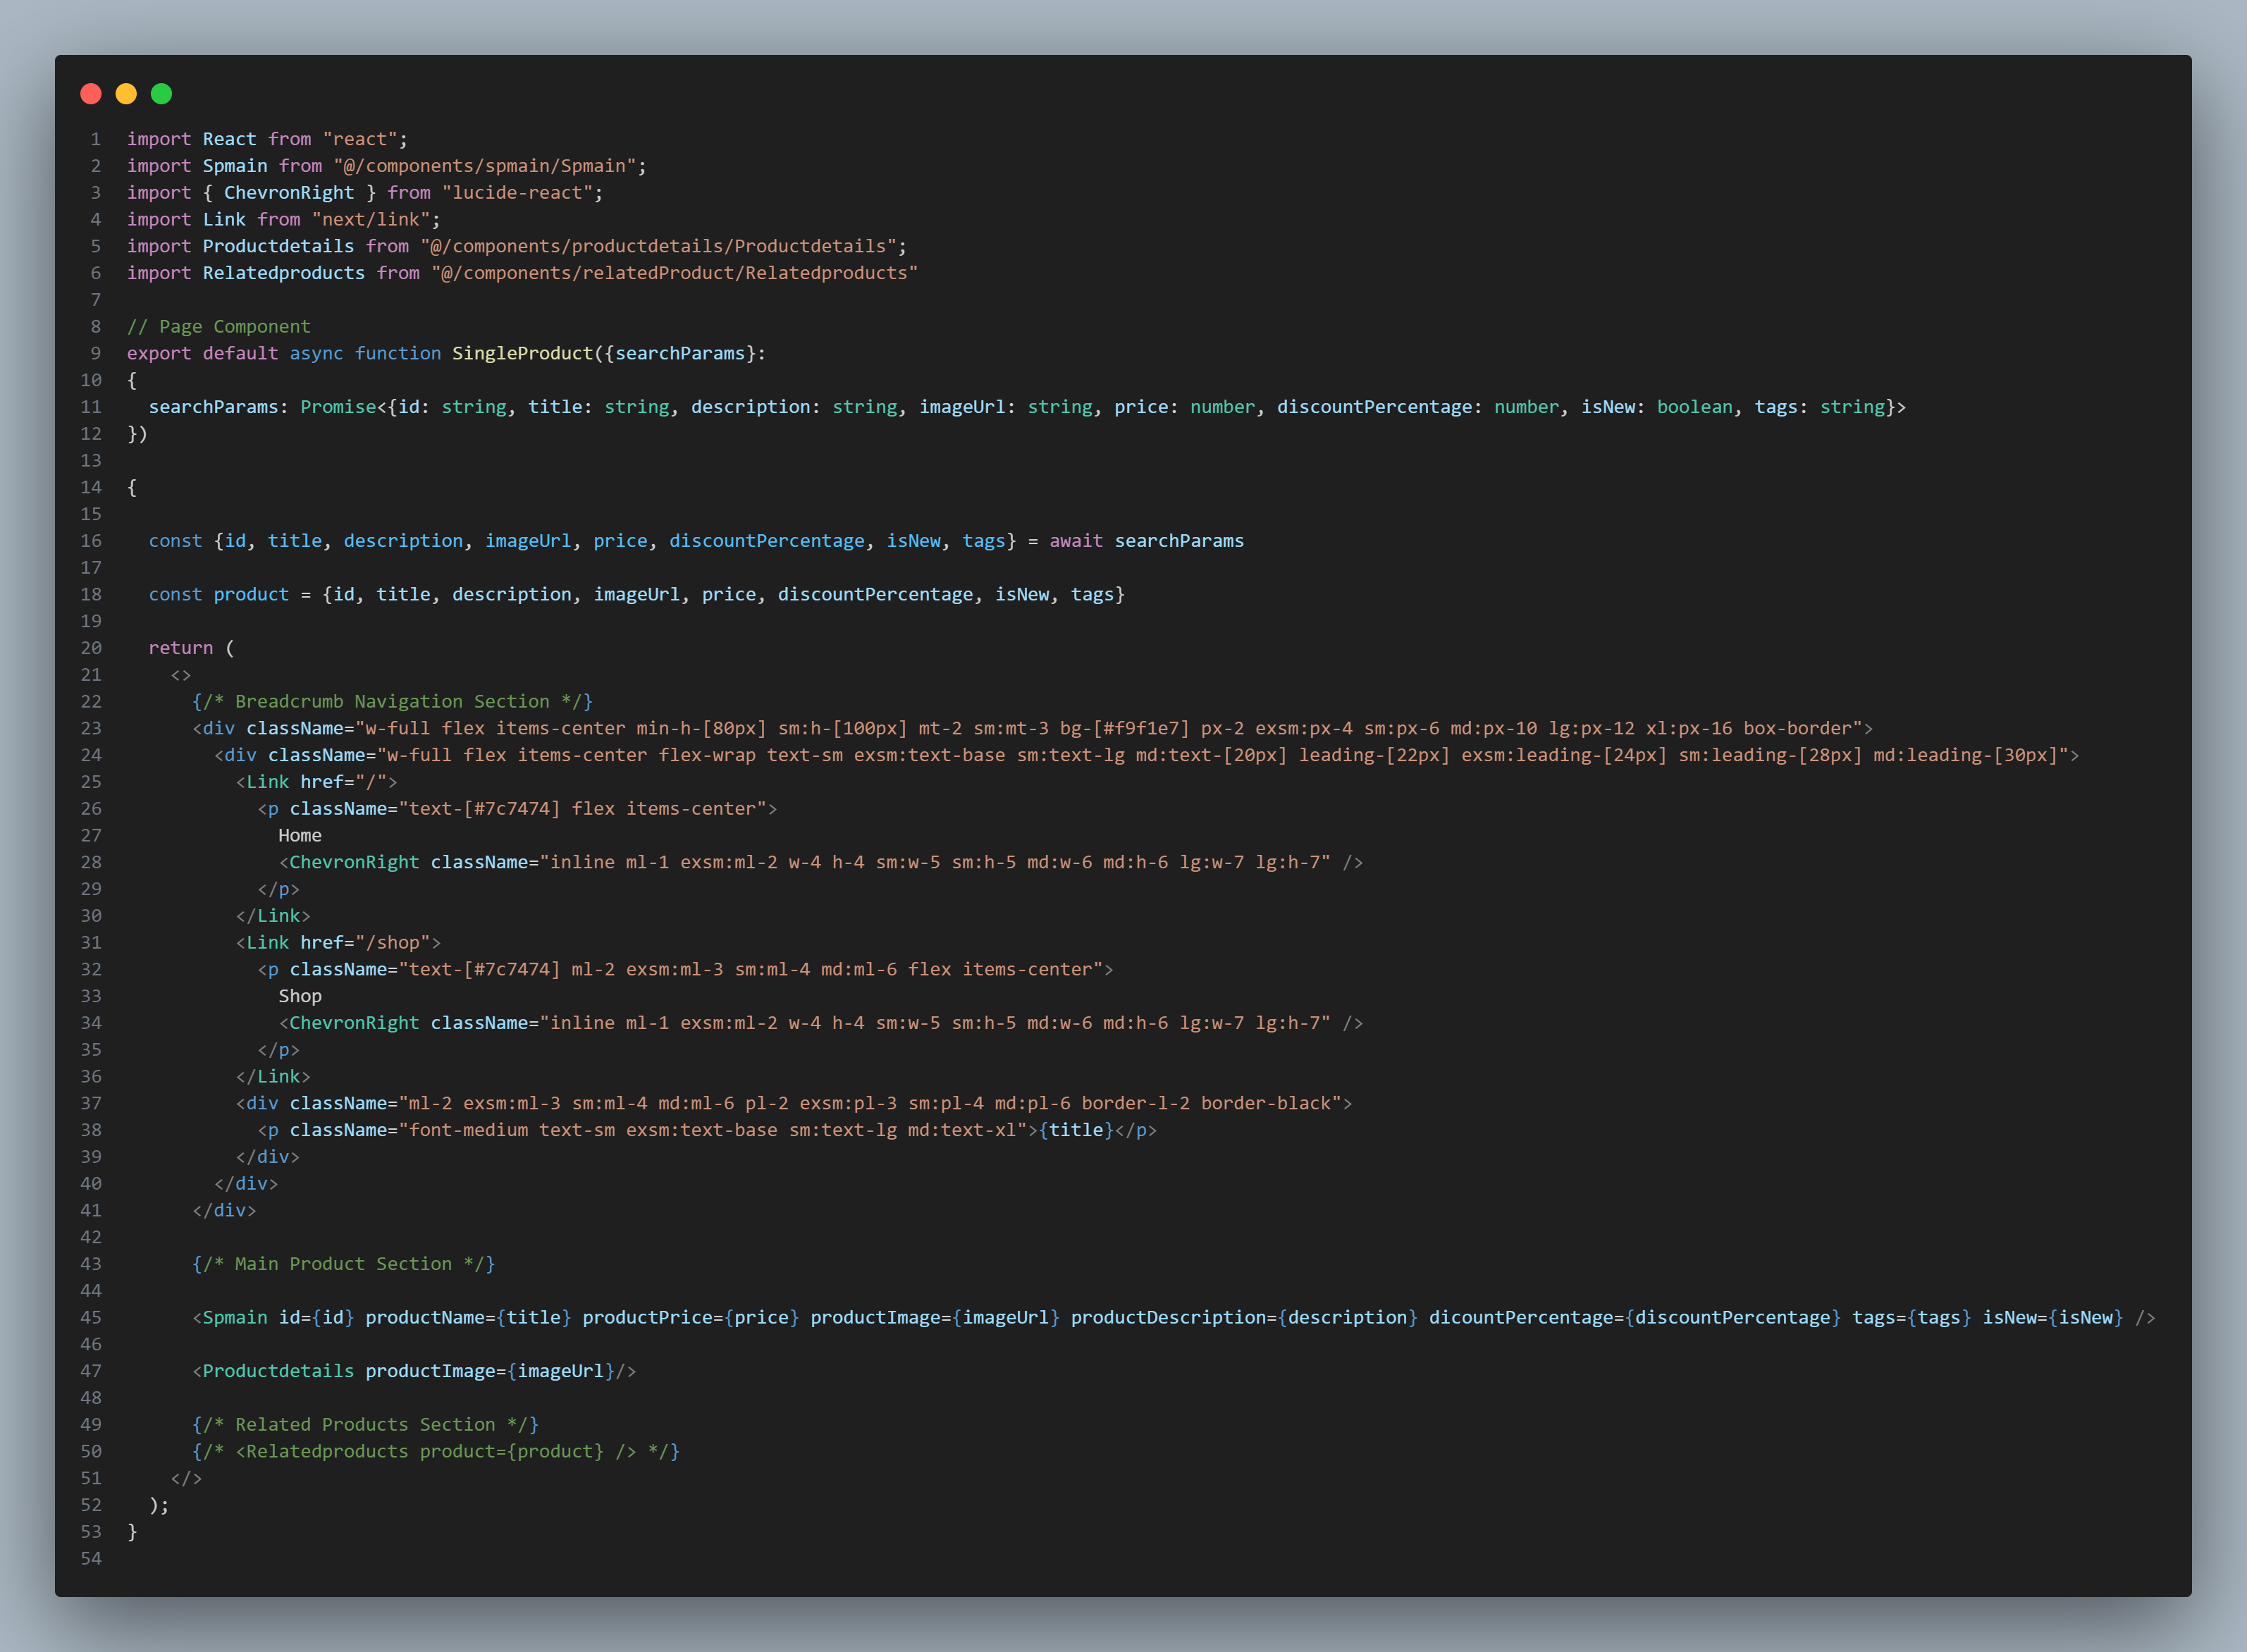 1 import React from "react";
2 import Spmain from "@/components/spmain/Spmain";
3 import { ChevronRight } from "lucide-react";
4 import Link from "next/link";
5 import Productdetails from "@/components/productdetails/Productdetails";
6 import Relatedproducts from "@/components/relatedProduct/Relatedproducts"
7
8 // Page Component
9 export default async function SingleProduct({searchParams}:
10 {
11   searchParams: Promise<{id: string, title: string, description: string, imageUrl: string, price: number, discountPercentage: number, isNew: boolean, tags: string}>
12 })
13
14 {
15
16   const {id, title, description, imageUrl, price, discountPercentage, isNew, tags} = await searchParams
17
18   const product = {id, title, description, imageUrl, price, discountPercentage, isNew, tags}
19
20   return (
21     <>
22       {/* Breadcrumb Navigation Section */}
23       <div className="w-full flex items-center min-h-[80px] sm:h-[100px] mt-2 sm:mt-3 bg-[#f9f1e7] px-2 exsm:px-4 sm:px-6 md:px-10 lg:px-12 xl:px-16 box-border">
24         <div className="w-full flex items-center flex-wrap text-sm exsm:text-base sm:text-lg md:text-[20px] leading-[22px] exsm:leading-[24px] sm:leading-[28px] md:leading-[30px]">
25           <Link href="/">
26             <p className="text-[#7c7474] flex items-center">
27               Home
28               <ChevronRight className="inline ml-1 exsm:ml-2 w-4 h-4 sm:w-5 sm:h-5 md:w-6 md:h-6 lg:w-7 lg:h-7" />
29             </p>
30           </Link>
31           <Link href="/shop">
32             <p className="text-[#7c7474] ml-2 exsm:ml-3 sm:ml-4 md:ml-6 flex items-center">
33               Shop
34               <ChevronRight className="inline ml-1 exsm:ml-2 w-4 h-4 sm:w-5 sm:h-5 md:w-6 md:h-6 lg:w-7 lg:h-7" />
35             </p>
36           </Link>
37           <div className="ml-2 exsm:ml-3 sm:ml-4 md:ml-6 pl-2 exsm:pl-3 sm:pl-4 md:pl-6 border-l-2 border-black">
38             <p className="font-medium text-sm exsm:text-base sm:text-lg md:text-xl">{title}</p>
39           </div>
40         </div>
41       </div>
42
43       {/* Main Product Section */}
44
45       <Spmain id={id} productName={title} productPrice={price} productImage={imageUrl} productDescription={description} dicountPercentage={discountPercentage} tags={tags} isNew={isNew} />
46
47       <Productdetails productImage={imageUrl}/>
48
49       {/* Related Products Section */}
50       {/* <Relatedproducts product={product} /> */}
51     </>
52   );
53 }
54